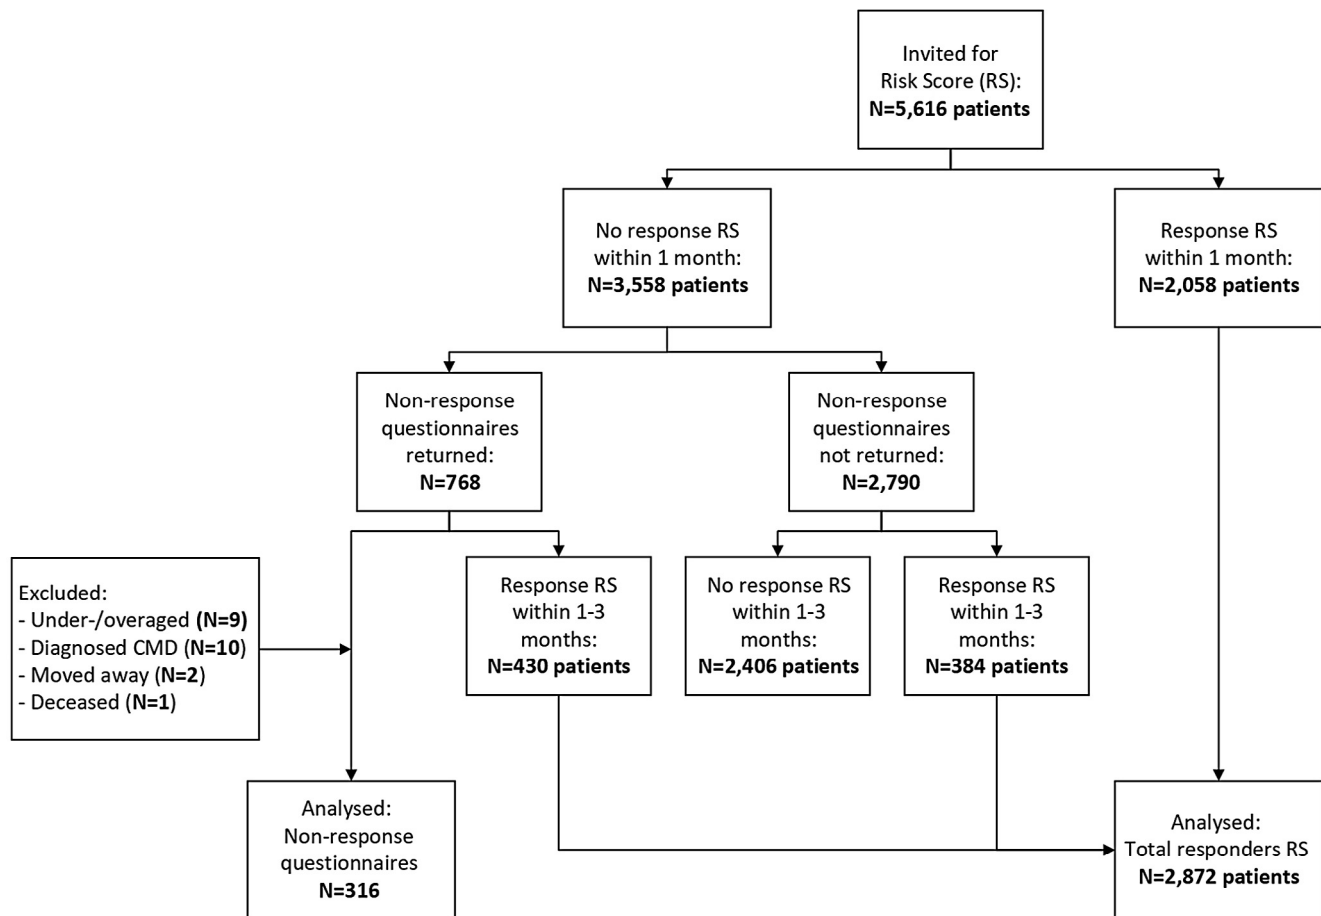 Invited for
Risk Score (RS):
N=5,616 patients
No response RS
within 1 month:
N=3,558 patients
Response RS
within 1 month:
N=2,058 patients
Non-response
questionnaires
returned:
N=768
Non-response
questionnaires
not returned:
N=2,790
Excluded:
- Under-/overaged (N=9)
- Diagnosed CMD (N=10)
- Moved away (N=2)
- Deceased (N=1)
Response RS
within 1-3
months:
N=430 patients
No response RS
within 1-3
months:
N=2,406 patients
Response RS
within 1-3
months:
N=384 patients
Analysed:
Non-response
questionnaires
N=316
Analysed:
Total responders RS
N=2,872 patients